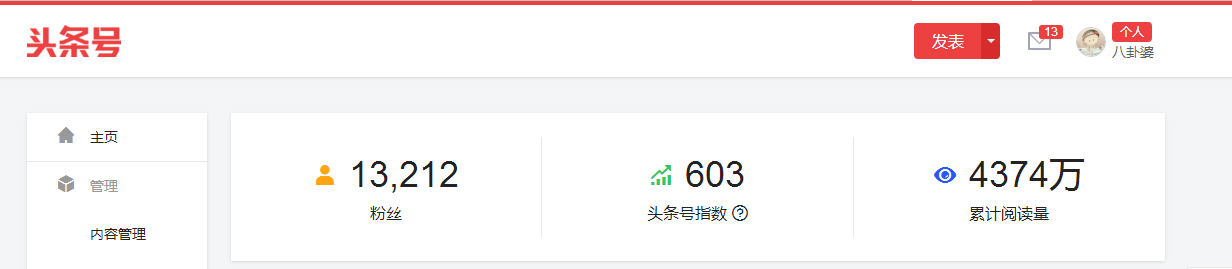 头条号
发表
13
个人
八卦婆
主页
管理
内容管理
13,212
粉丝
603
头条号指数 ?
4374万
累计阅读量